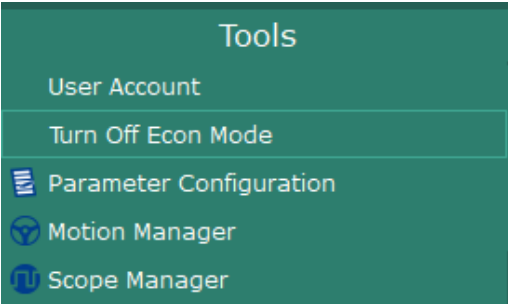 Tools
User Account
Turn Off Econ Mode
Parameter Configuration
Motion Manager
Scope Manager